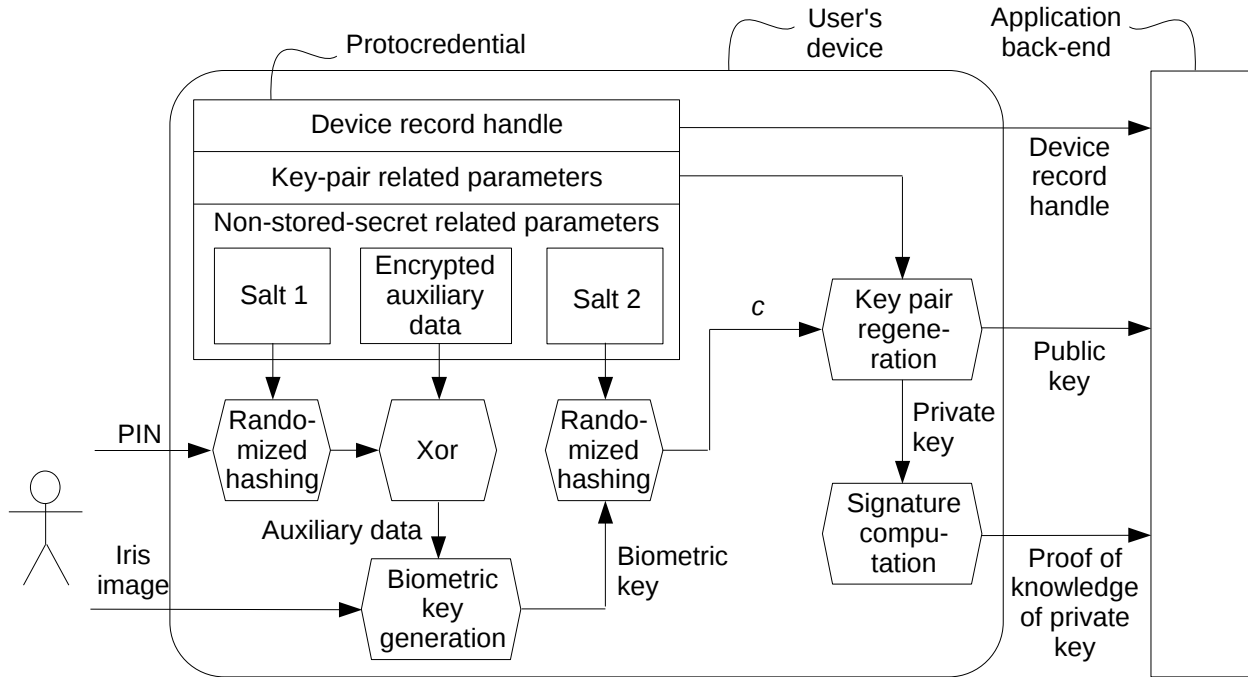 User's
device
Application
back-end
Protocredential
Device record handle
Key-pair related parameters
Non-stored-secret related parameters
Salt 1
Encrypted
auxiliary
data
Salt 2
Device
record
handle
c
Key pair
regene-
ration
Public
key
PIN
Rando-
mized
hashing
Xor
Rando-
mized
hashing
Private
key
Auxiliary data
Signature
compu-
tation
Iris
image
Biometric
key
generation
Biometric
key
Proof of
knowledge
of private
key